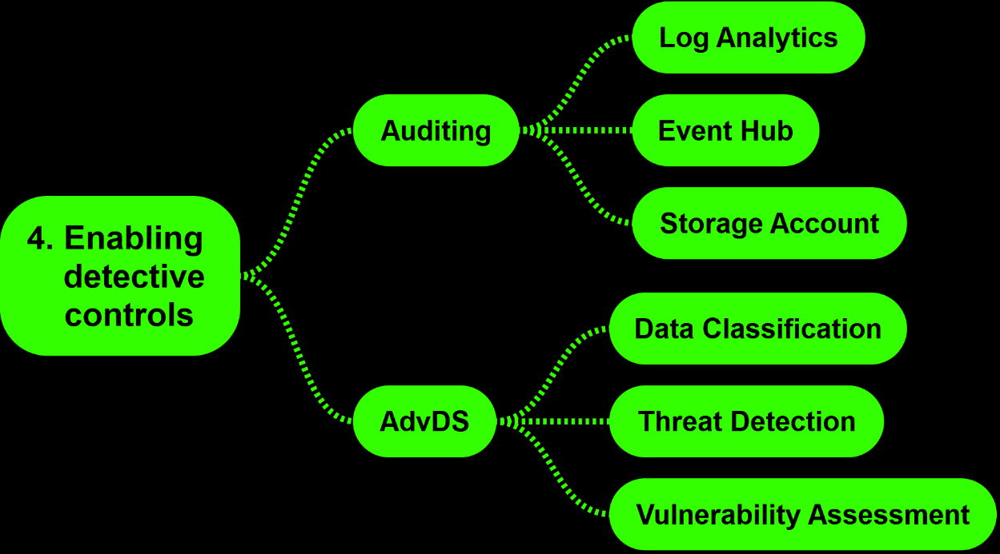 4. Enabling
detective
controls
Auditing
Log Analytics
Event Hub
Storage Account
AdvDS
Data Classification
Threat Detection
Vulnerability Assessment